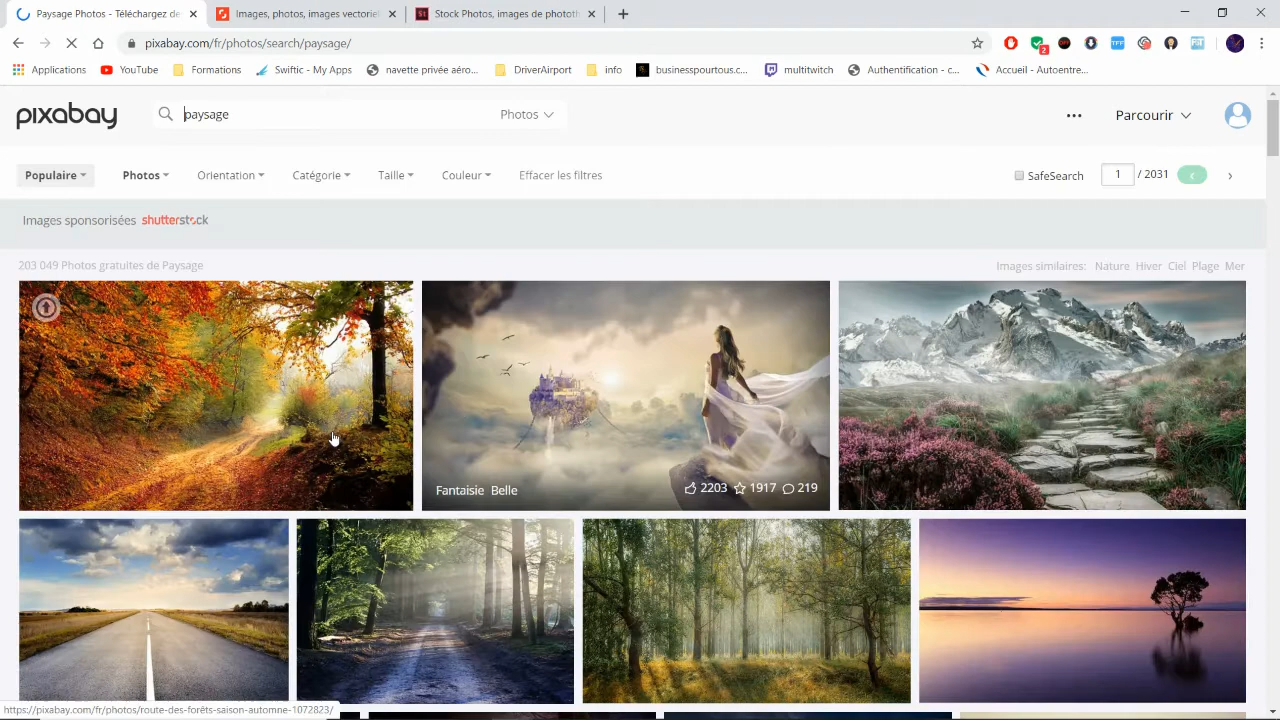 Paysage Photos - Téléchargez de
Images, photos, images vectoriel
Stock Photos, images de phototh
pixabay.com/fr/photos/search/paysage/
2
Applications
YouTube
Formations
Swiftic - My Apps
navette privée aéro...
DriverAirport
info
businesspourtous.c...
multitwitch
Authentification - c...
Accueil - Autoentre...
pixabay
paysage
Photos
Parcourir
Populaire
Photos
Orientation
Catégorie
Taille
Couleur
Effacer les filtres
SafeSearch
1 / 2031
Images sponsorisées shutterstock
203 049 Photos gratuites de Paysage
Images similaires: Nature Hiver Ciel Plage Mer
Fantaisie Belle
2203 1917 219
https://pixabay.com/fr/photos/route-des-forêts-saison-automne-1072823/